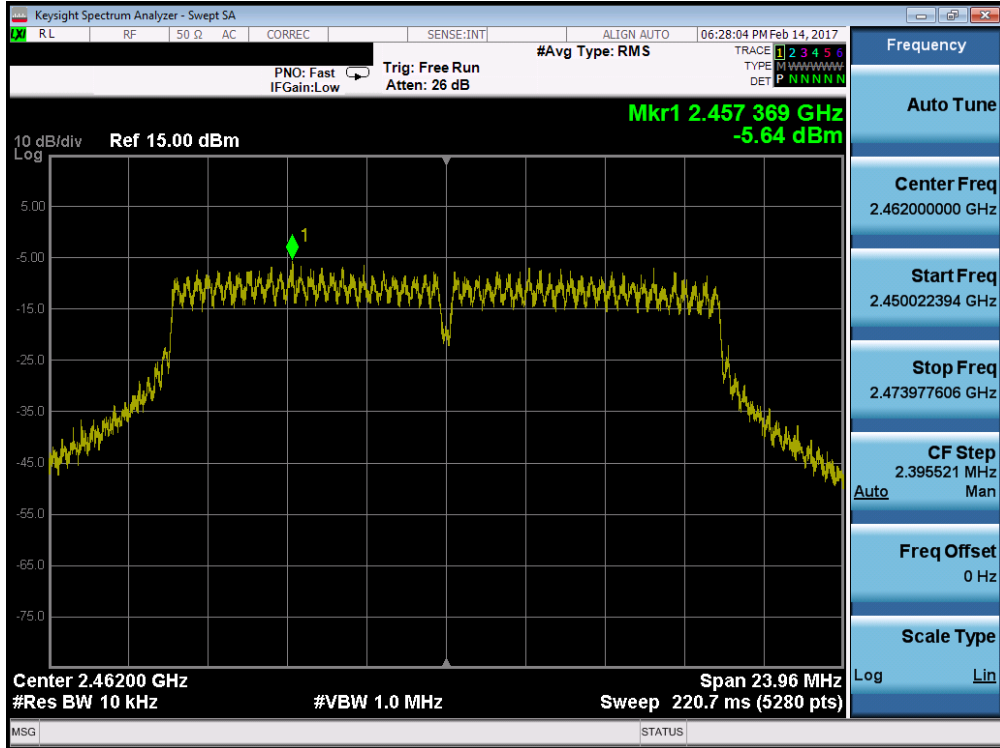 Keysight Spectrum Analyzer - Swept SA
LXI RL RF 50 Ω AC CORREC SENSE:INT ALIGN AUTO 06:28:04 PM Feb 14, 2017
Frequency
#Avg Type: RMS
TRACE 1 2 3 4 5 6
PNO: Fast Trig: Free Run
TYPE M WWWWW
IFGain:Low Atten: 26 dB
DET P N N N N N
Auto Tune
Mkr1 2.457 369 GHz
-5.64 dBm
10 dB/div Ref 15.00 dBm
Log
Center Freq
2.462000000 GHz
5.00
1
-5.00
Start Freq
2.450022394 GHz
-15.0
-25.0
Stop Freq
2.473977606 GHz
-35.0
-45.0
CF Step
2.395521 MHz
Auto Man
-55.0
-65.0
Freq Offset
0 Hz
-75.0
Scale Type
Log Lin
Center 2.46200 GHz Span 23.96 MHz
#Res BW 10 kHz #VBW 1.0 MHz Sweep 220.7 ms (5280 pts)
MSG STATUS